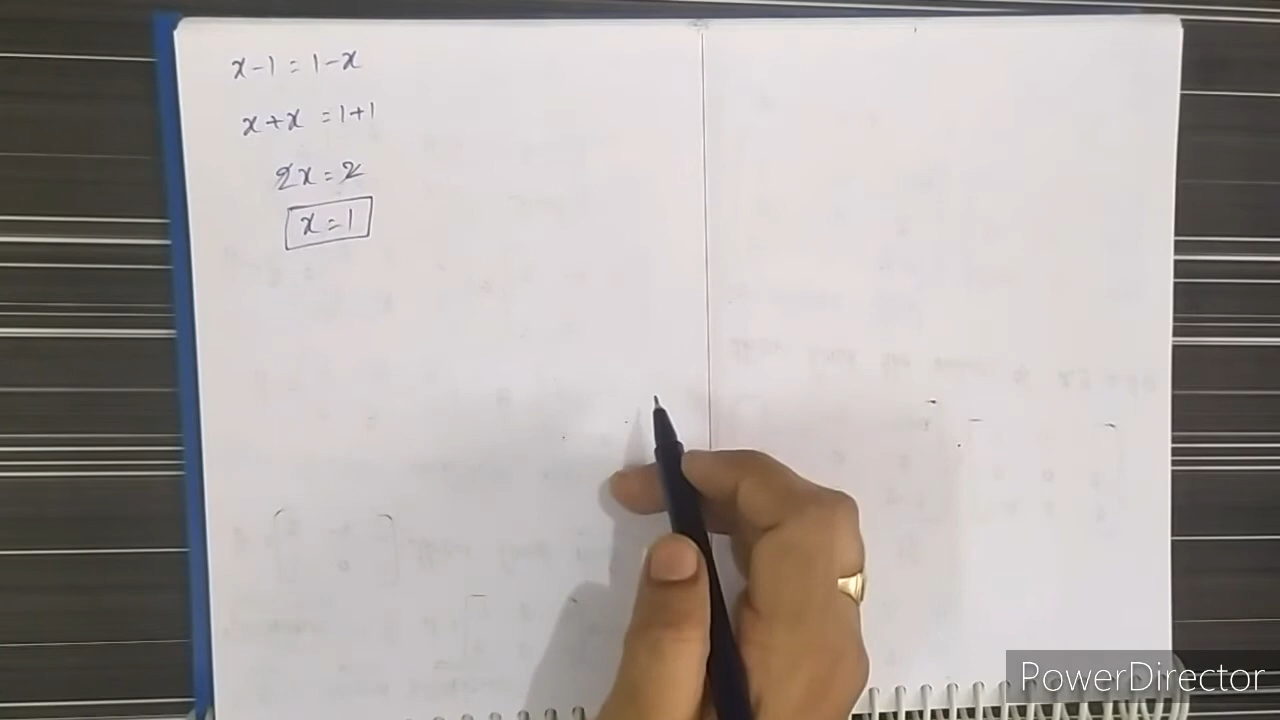 x-1 = 1-x
x+x = 1+1
2x = 2
x = 1
PowerDirector